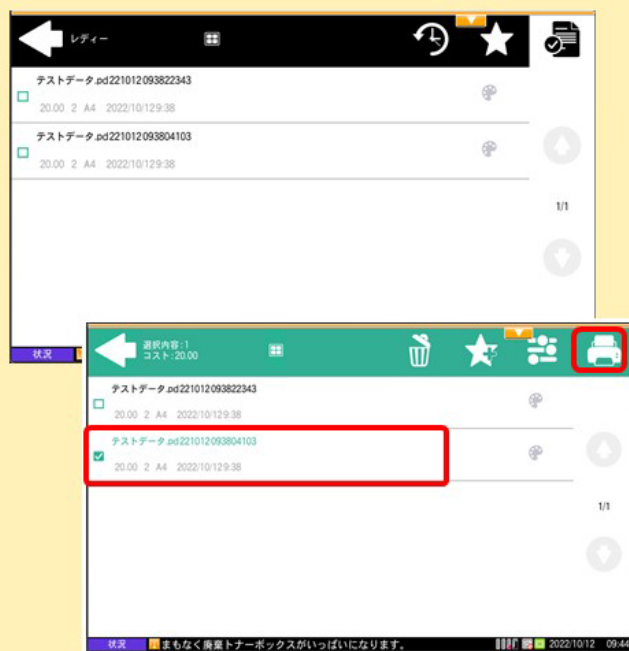 レディー
テストデータ.pd221012093822343
20.00 2 A4 2022/10/129:38
テストデータ.pd221012093804103
20.00 2 A4 2022/10/129:38
1/1
状況
選択内容:1
コスト:20.00
テストデータ.pd221012093822343
20.00 2 A4 2022/10/129:38
テストデータ.pd221012093804103
20.00 2 A4 2022/10/129:38
1/1
状況 まもなく廃棄トナーボックスがいっぱいになります。 2022/10/12 09:44